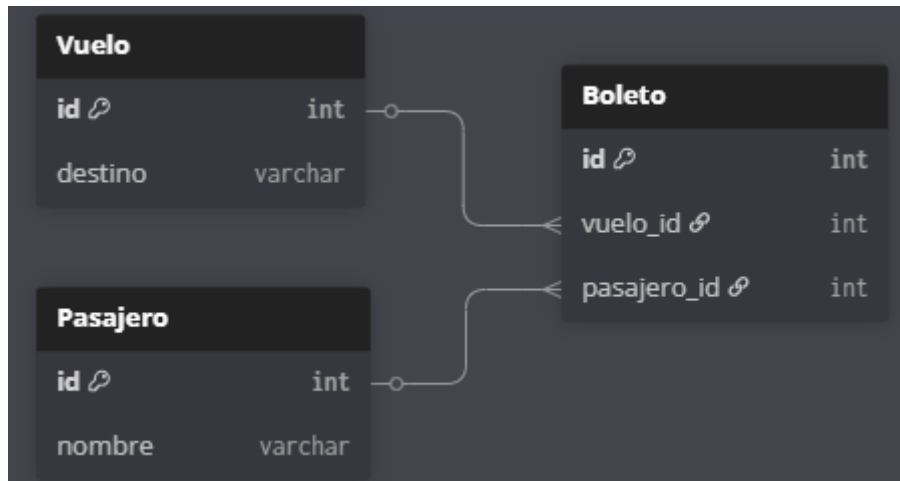 Vuelo
id int
destino varchar
Pasajero
id int
nombre varchar
Boleto
id int
vuelo_id int
pasajero_id int